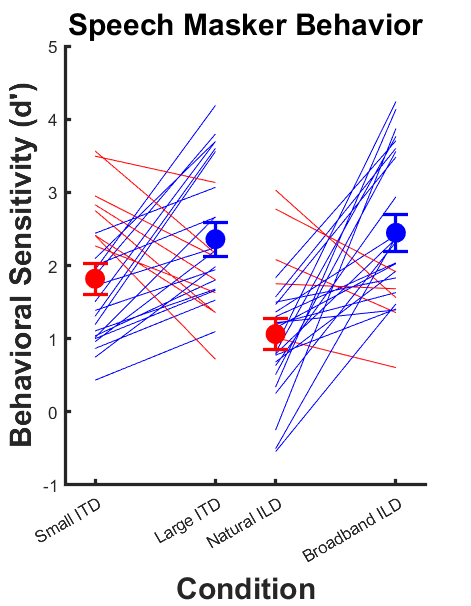 Speech Masker Behavior
Behavioral Sensitivity (d')
5
4
3
2
1
0
-1
Small ITD
Large ITD
Natural ILD
Broadband ILD
Condition